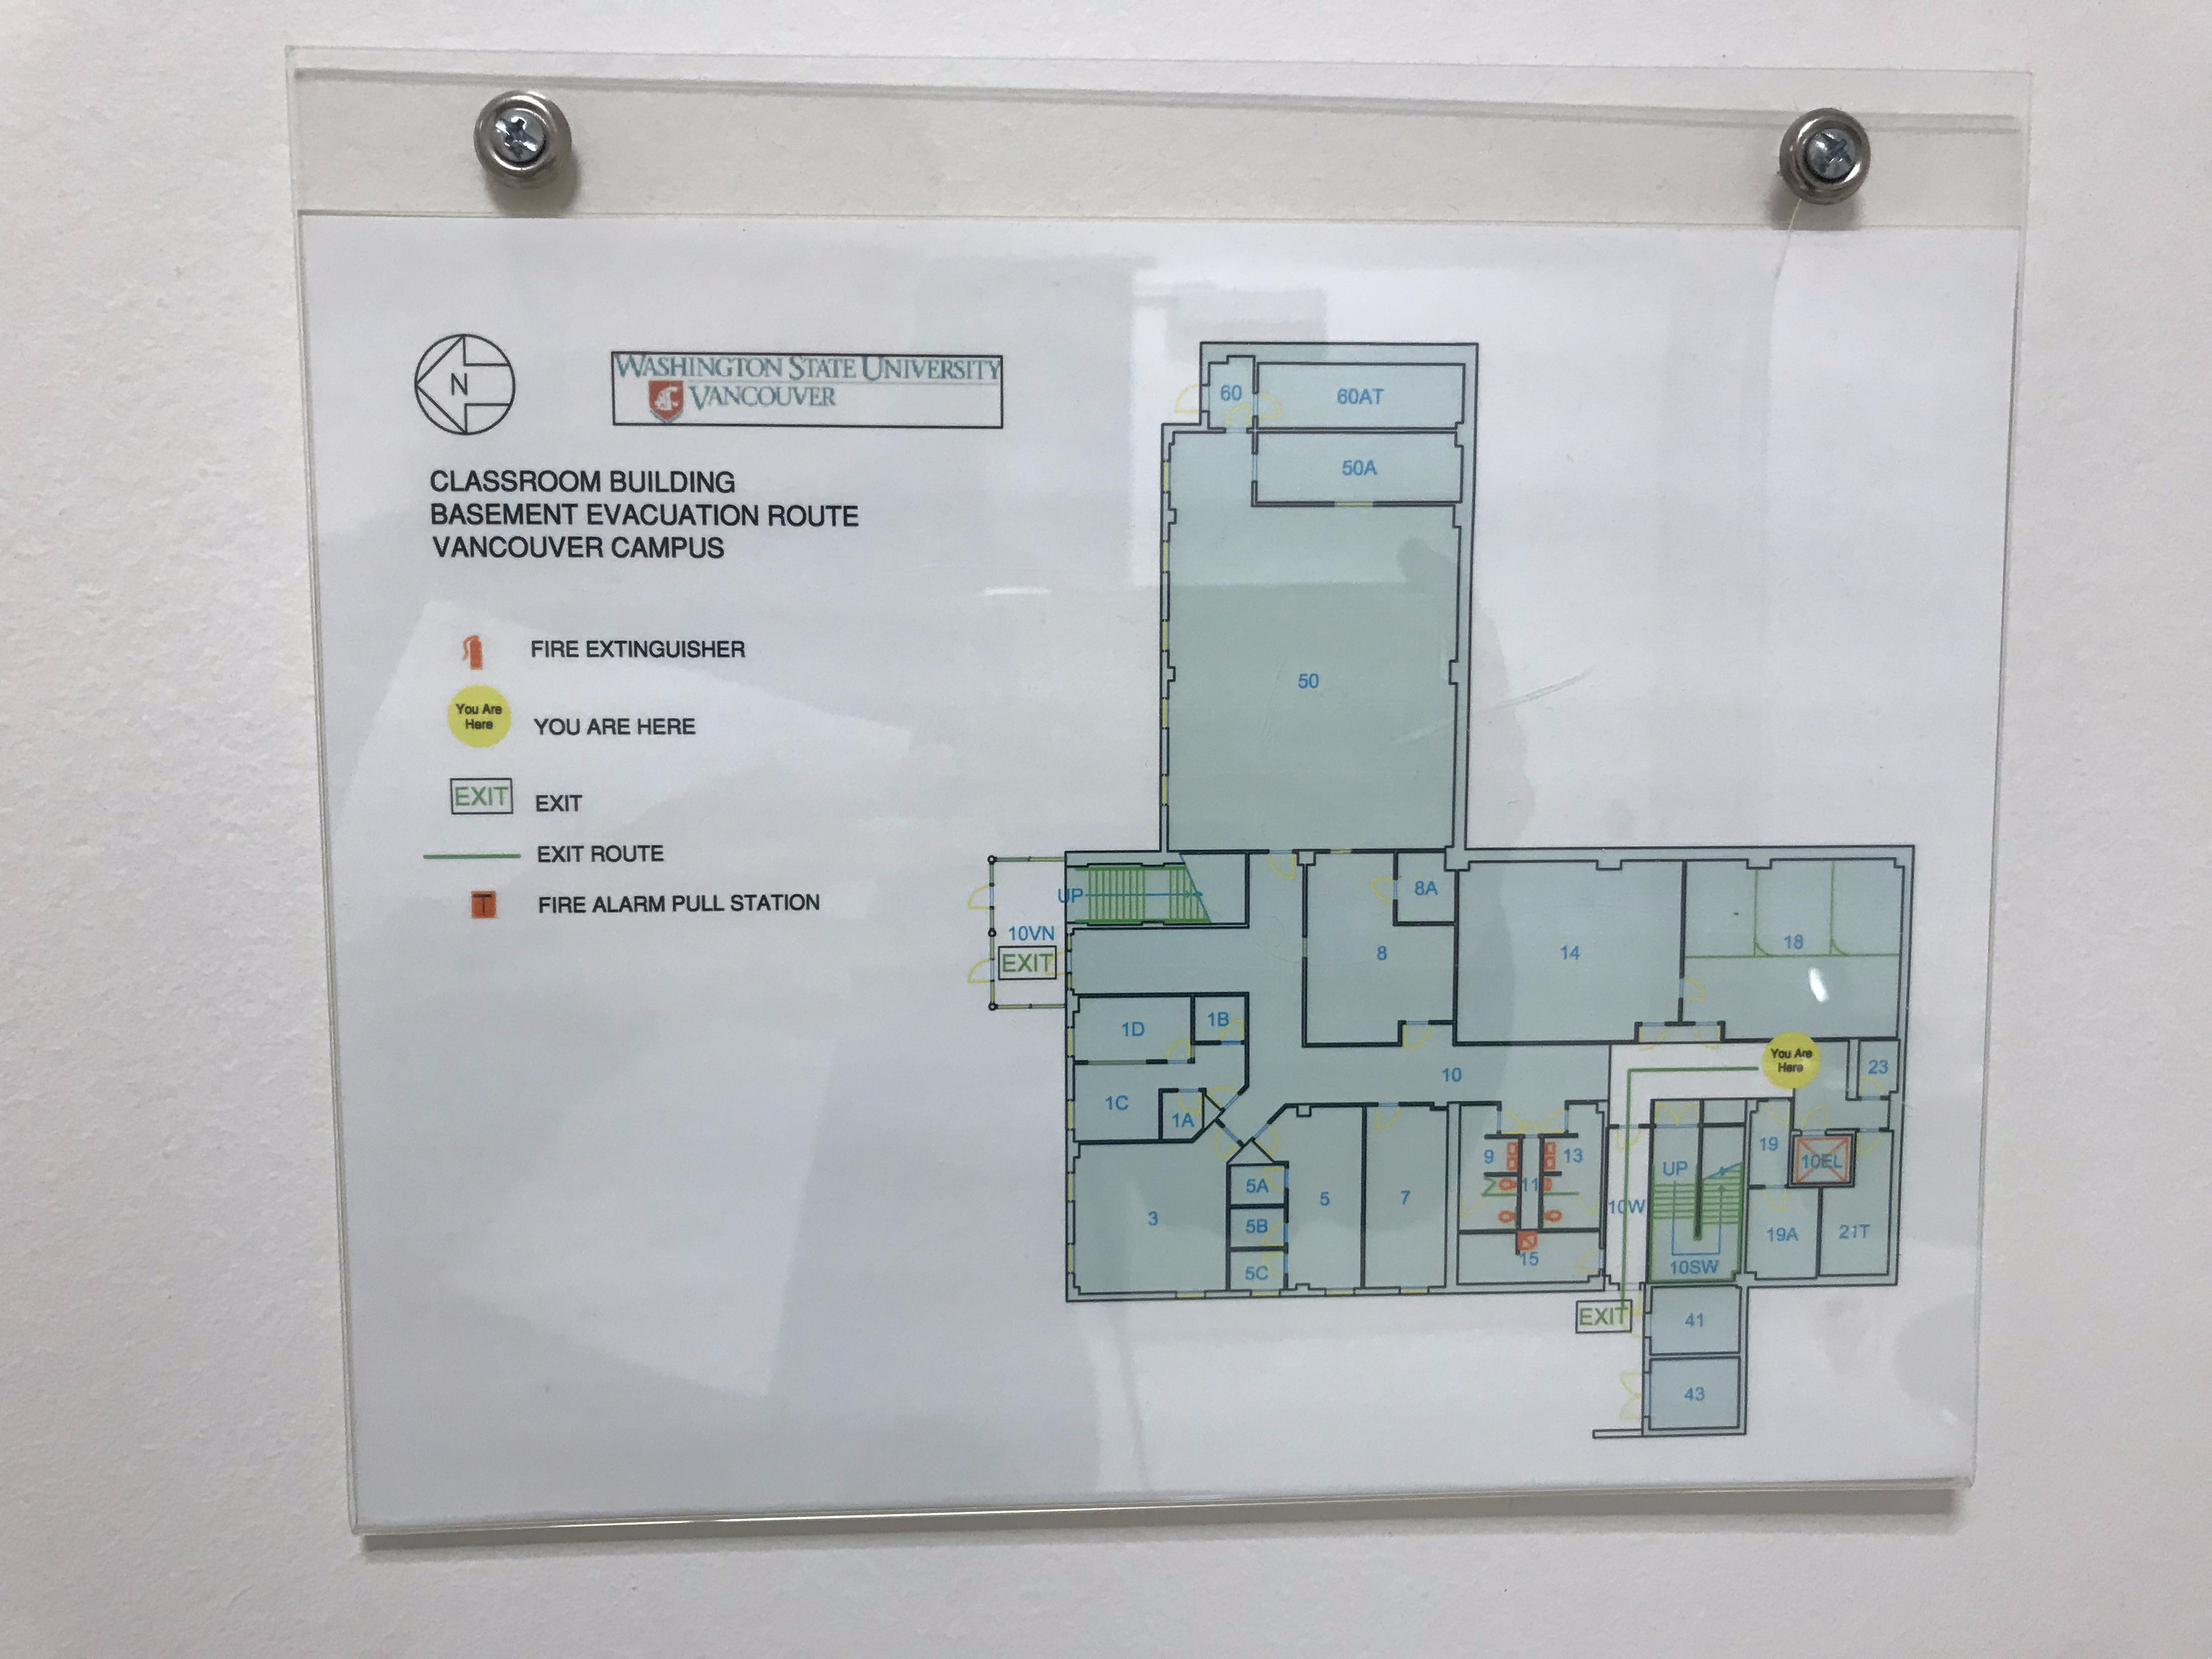 N
WASHINGTON STATE UNIVERSITY
VANCOUVER
CLASSROOM BUILDING
BASEMENT EVACUATION ROUTE
VANCOUVER CAMPUS
FIRE EXTINGUISHER
You Are
Here
YOU ARE HERE
EXIT
EXIT
EXIT ROUTE
T
FIRE ALARM PULL STATION
60
60AT
50A
50
UP
8A
10VN
EXIT
8
14
18
1D
1B
10
You Are
Here
23
1C
1A
9
13
19
10EL
UP
5A
11
3
5
7
10W
5B
19A
21T
5C
15
10SW
EXIT
41
43